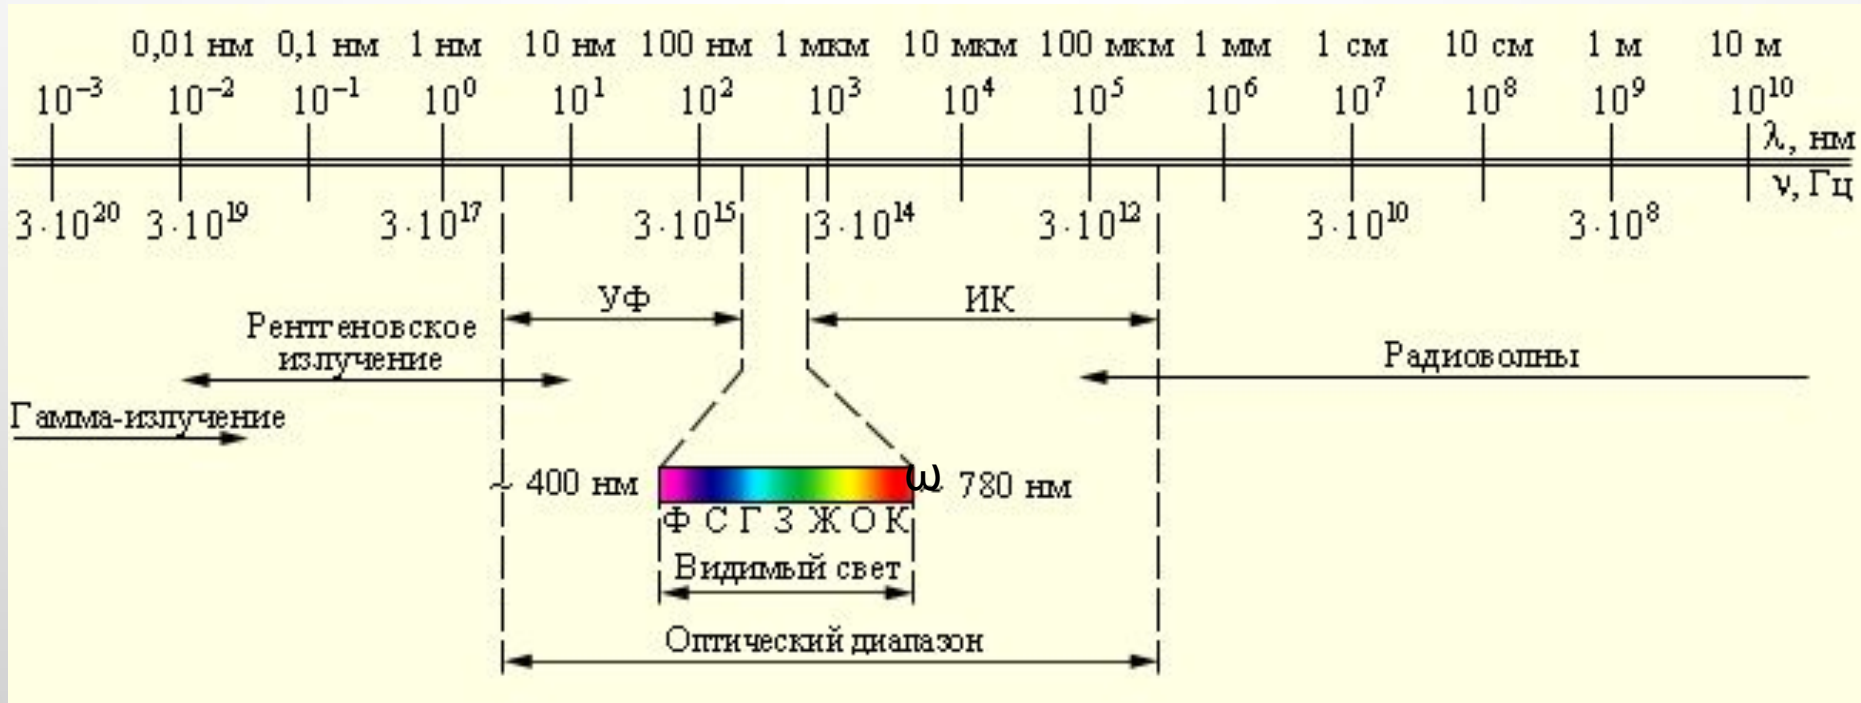 0,01 нм 0,1 нм 1 нм 10 нм 100 нм 1 мкм 10 мкм 100 мкм 1 мм 1 см 10 см 1 м 10 м
10⁻³ 10⁻² 10⁻¹ 10⁰ 10¹ 10² 10³ 10⁴ 10⁵ 10⁶ 10⁷ 10⁸ 10⁹ 10¹⁰
λ, нм
ν, Гц
3·10²⁰ 3·10¹⁹ 3·10¹⁷ 3·10¹⁵ 3·10¹⁴ 3·10¹² 3·10¹⁰ 3·10⁸
УФ ИК
Рентгеновское
излучение
Радиоволны
Гамма-излучение
~ 400 нм ω ~ 780 нм
Ф С Г З Ж О К
Видимый свет
Оптический диапазон